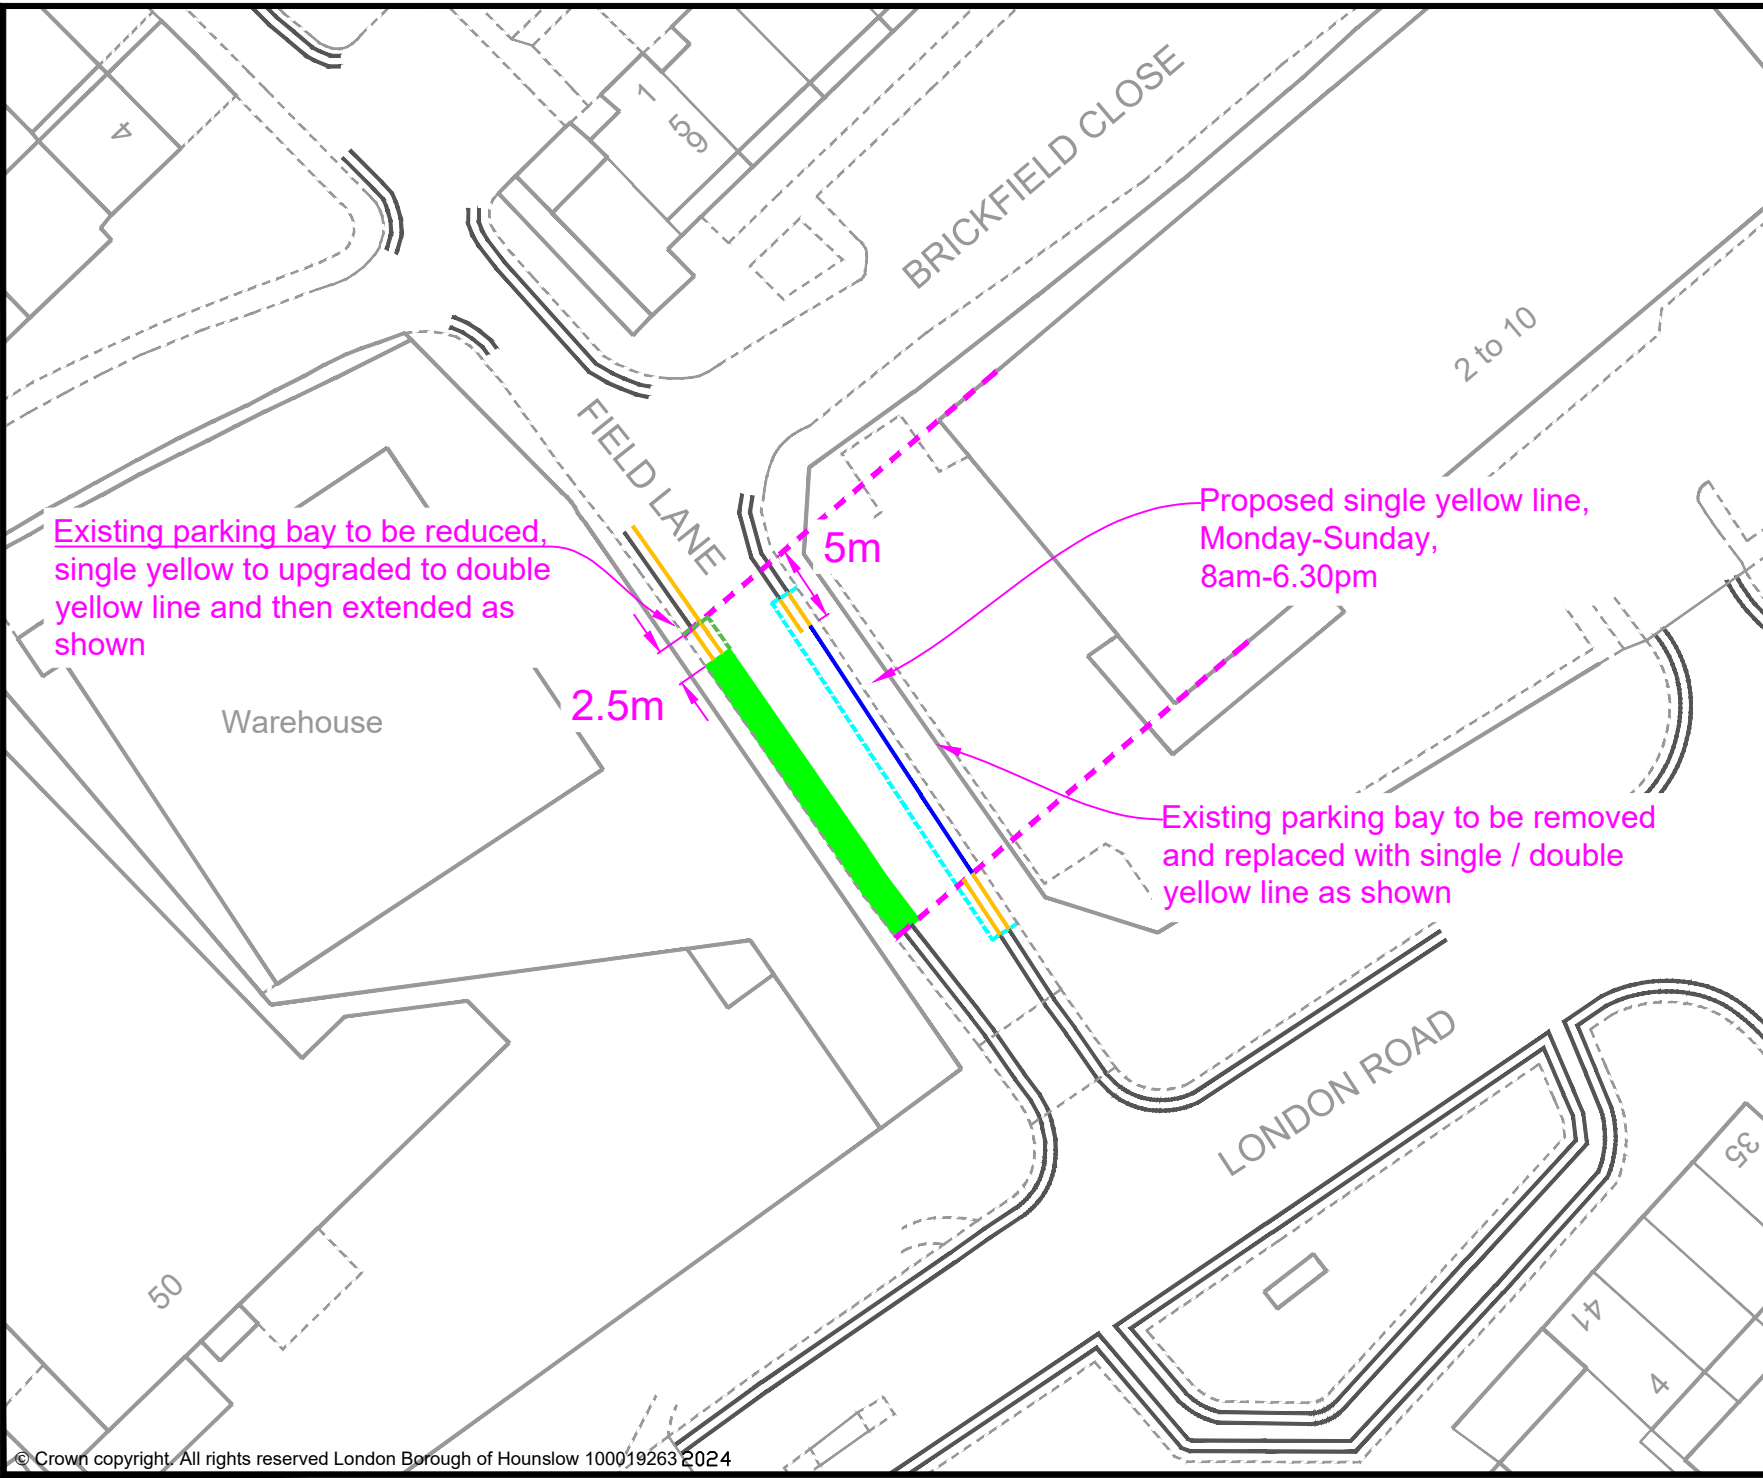 4
1
59
BRICKFIELD CLOSE
2 to 10
FIELD LANE
Existing parking bay to be reduced,
single yellow to upgraded to double
yellow line and then extended as
shown
5m
Proposed single yellow line,
Monday-Sunday,
8am-6.30pm
2.5m
Warehouse
Existing parking bay to be removed
and replaced with single / double
yellow line as shown
LONDON ROAD
35
50
41
4
© Crown copyright. All rights reserved London Borough of Hounslow 100019263 2024